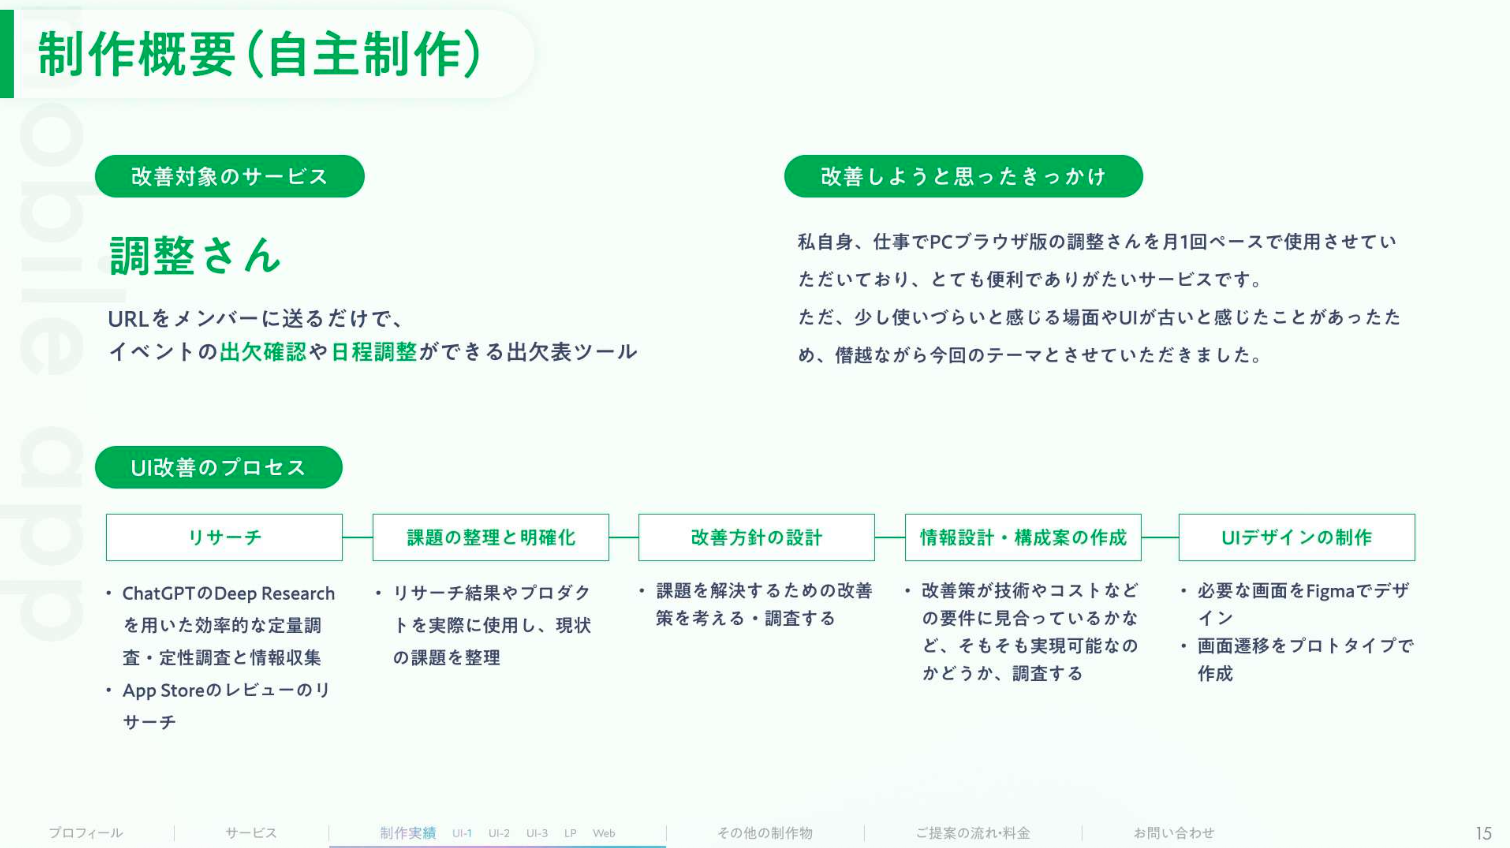 制作概要(自主制作)
mobile app
改善対象のサービス
調整さん
URLをメンバーに送るだけで、
イベントの出欠確認や日程調整ができる出欠表ツール
改善しようと思ったきっかけ
私自身、仕事でPCブラウザ版の調整さんを月1回ペースで使用させてい
ただいており、とても便利でありがたいサービスです。
ただ、少し使いづらいと感じる場面やUIが古いと感じたことがあったた
め、僭越ながら今回のテーマとさせていただきました。
UI改善のプロセス
リサーチ
・ChatGPTのDeep Research
を用いた効率的な定量調
査・定性調査と情報収集
・App Storeのレビューのリ
サーチ
課題の整理と明確化
・リサーチ結果やプロダク
トを実際に使用し、現状
の課題を整理
改善方針の設計
・課題を解決するための改善
策を考える・調査する
情報設計・構成案の作成
・改善策が技術やコストなど
の要件に見合っているかな
ど、そもそも実現可能なの
かどうか、調査する
UIデザインの制作
・必要な画面をFigmaでデザ
イン
・画面遷移をプロトタイプで
作成
プロフィール サービス 制作実績 UI-1 UI-2 UI-3 LP Web その他の制作物 ご提案の流れ・料金 お問い合わせ 15